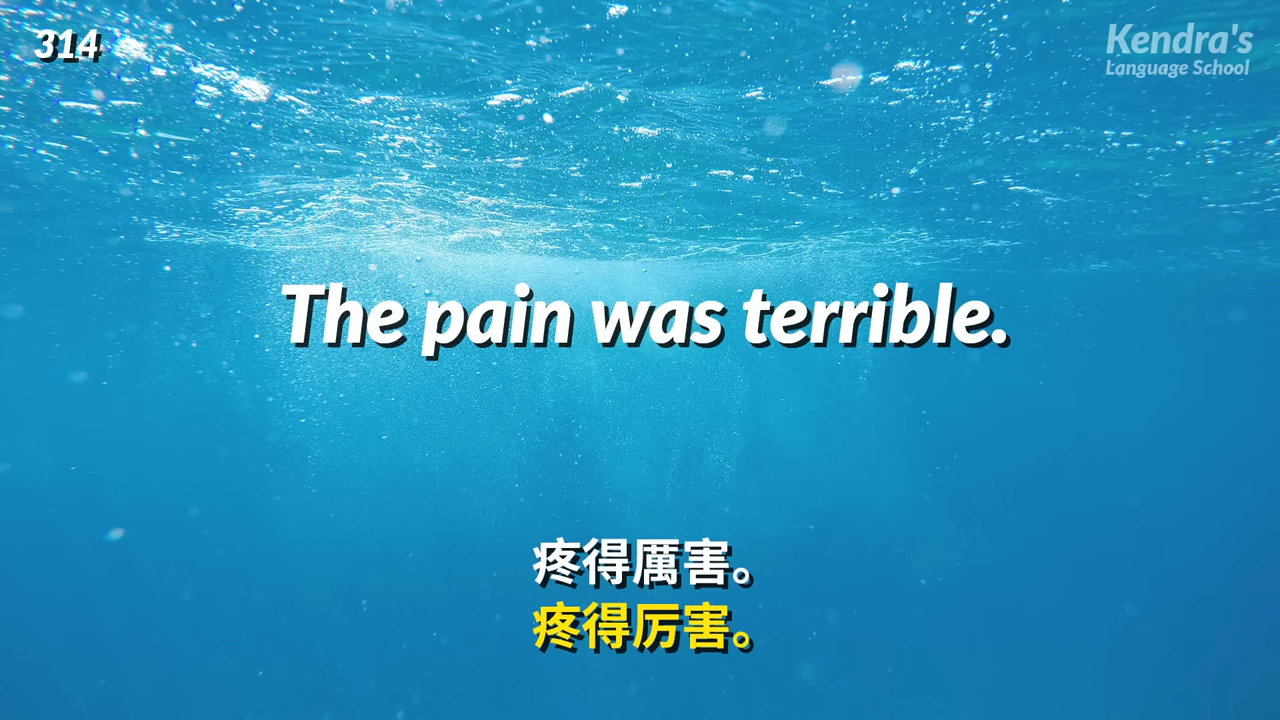 314
Kendra's
Language School
The pain was terrible.
疼得厲害。
疼得厉害。